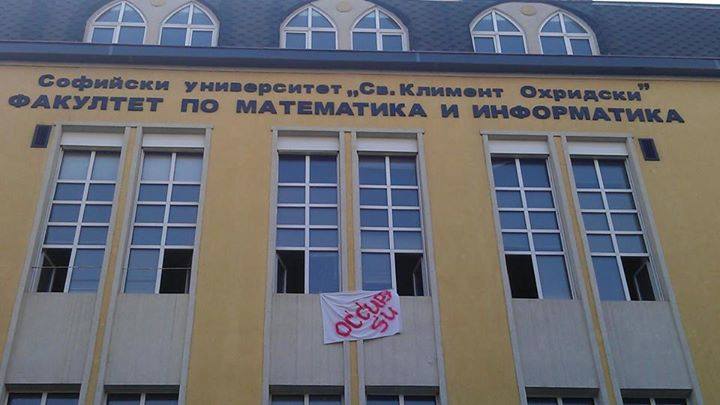 Софийски университет „Св. Климент Охридски”
ФАКУЛТЕТ ПО МАТЕМАТИКА И ИНФОРМАТИКА
OCCUPY
SU